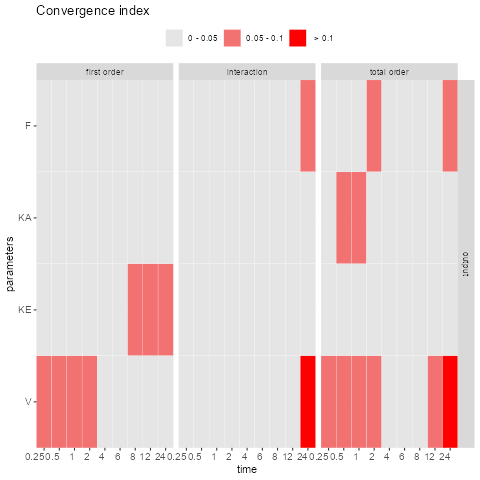 Convergence index
0 - 0.05 0.05 - 0.1 > 0.1
first order interaction total order
F
KA
KE
V
parameters
output
0.25 0.5 1 2 4 6 8 12 24 0.25 0.5 1 2 4 6 8 12 24 0.25 0.5 1 2 4 6 8 12 24
time